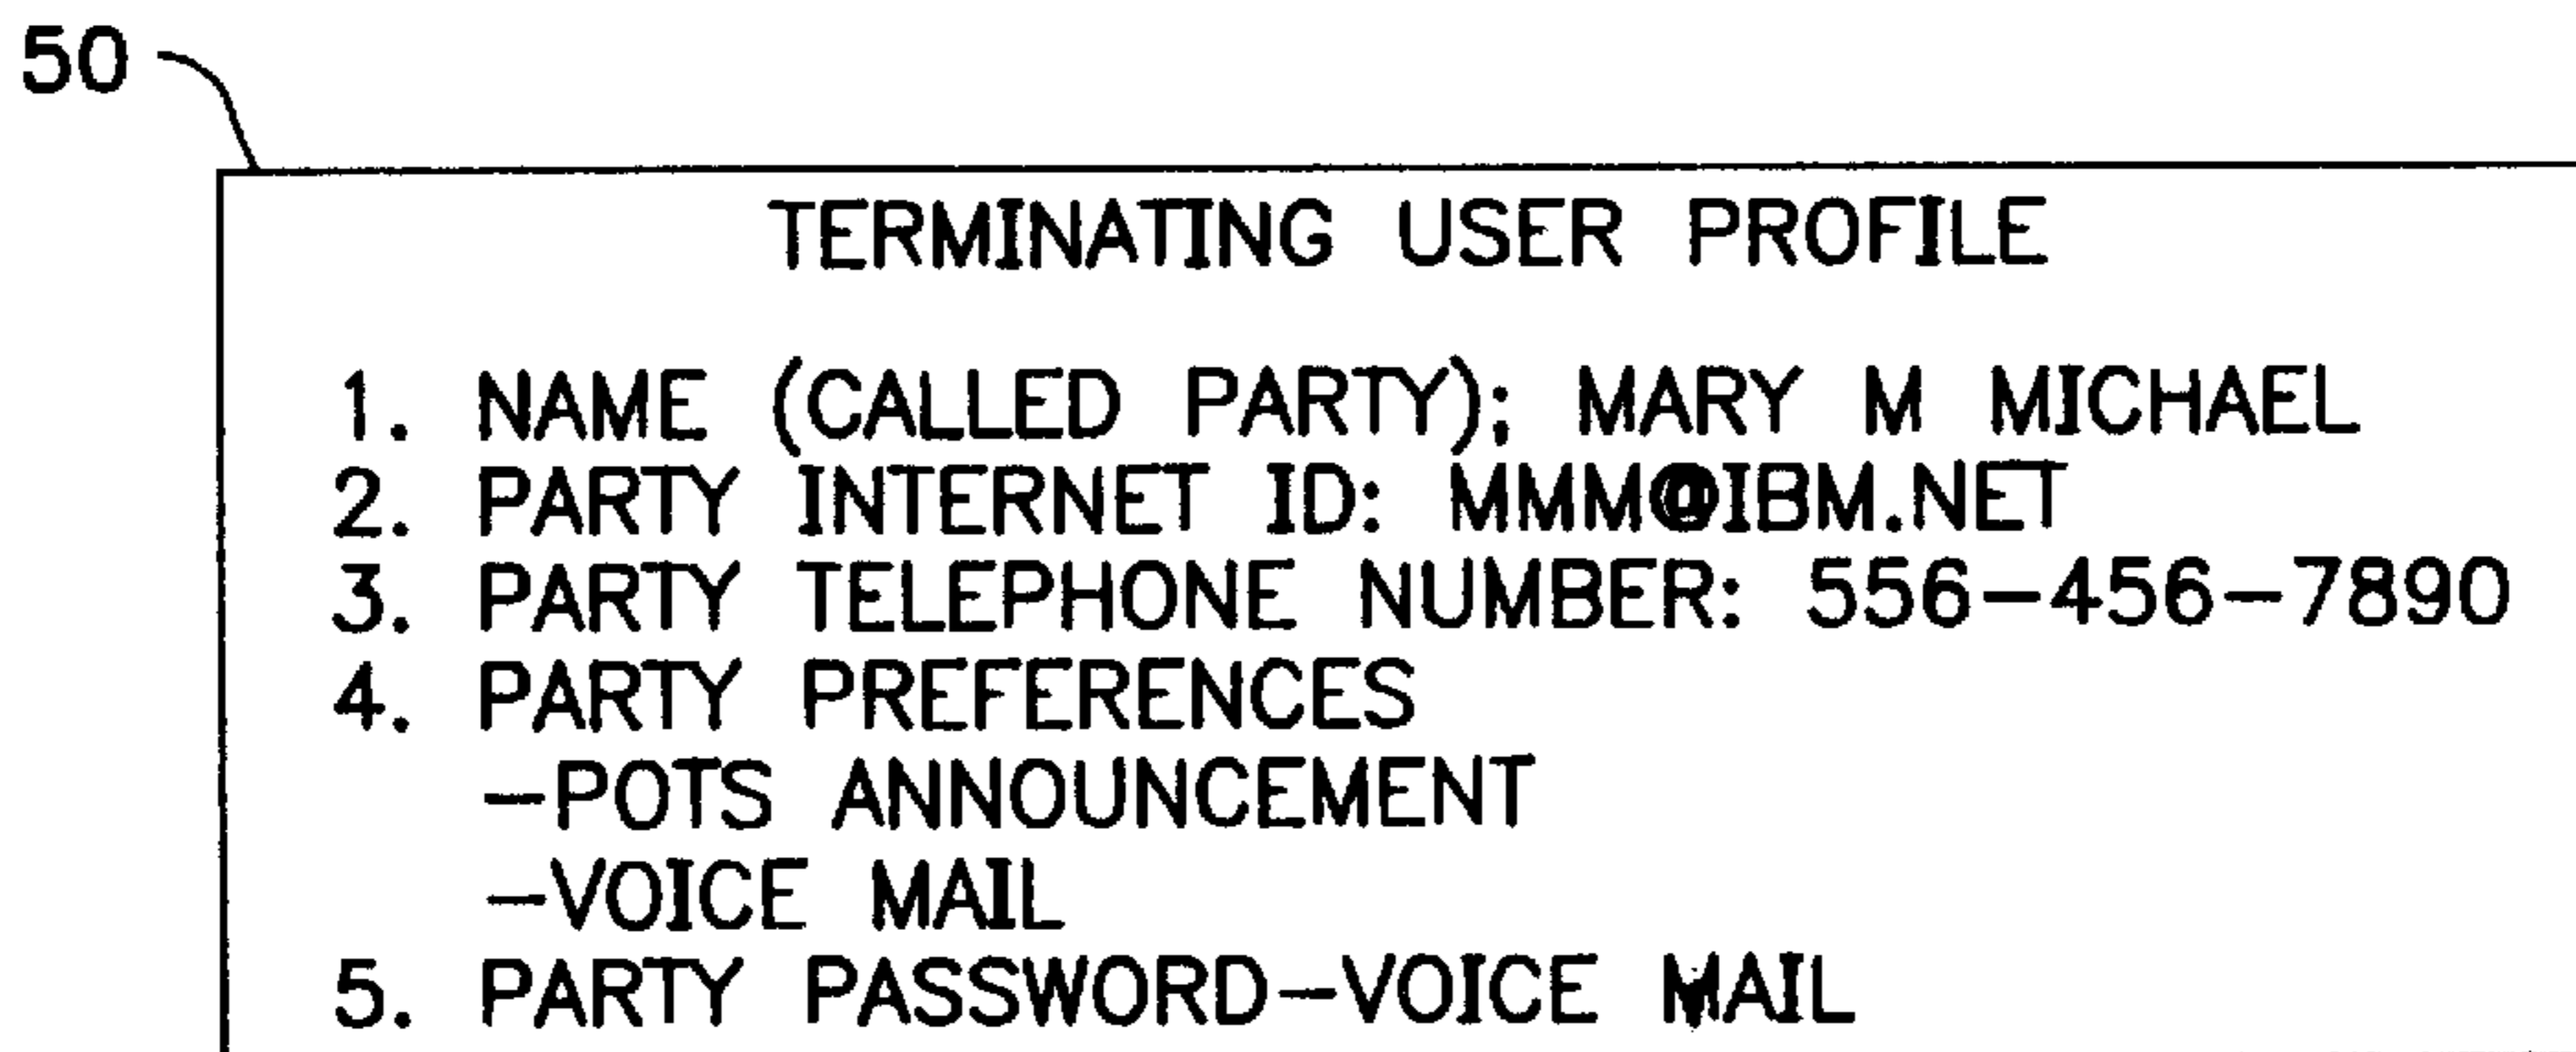 50
TERMINATING USER PROFILE
1. NAME (CALLED PARTY); MARY M MICHAEL
2. PARTY INTERNET ID: MMM@IBM.NET
3. PARTY TELEPHONE NUMBER: 556-456-7890
4. PARTY PREFERENCES
-POTS ANNOUNCEMENT
-VOICE MAIL
5. PARTY PASSWORD-VOICE MAIL